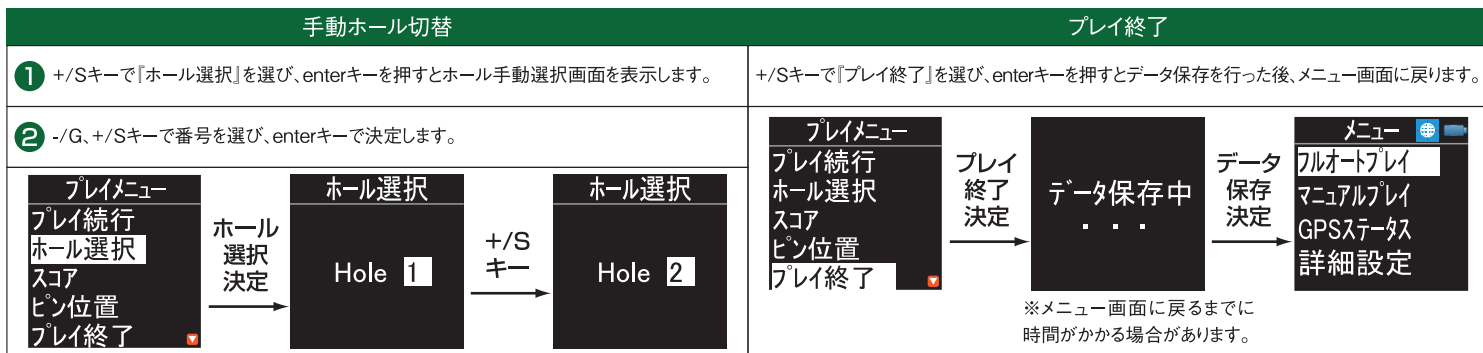 手動ホール切替
❶ +/Sキーで『ホール選択』を選び、enterキーを押すとホール手動選択画面を表示します。
❷ -/G、+/Sキーで番号を選び、enterキーで決定します。
プレイメニュー
プレイ続行
ホール選択
スコア
ピン位置
プレイ終了
ホール
選択
決定
ホール選択
Hole 1
+/S
キー
ホール選択
Hole 2
プレイ終了
+/Sキーで『プレイ終了』を選び、enterキーを押すとデータ保存を行った後、メニュー画面に戻ります。
プレイメニュー
プレイ続行
ホール選択
スコア
ピン位置
プレイ終了
プレイ
終了
決定
データ保存中
・・・
データ
保存
決定
メニュー
フルオートプレイ
マニュアルプレイ
GPSステータス
詳細設定
※メニュー画面に戻るまでに
時間がかかる場合があります。